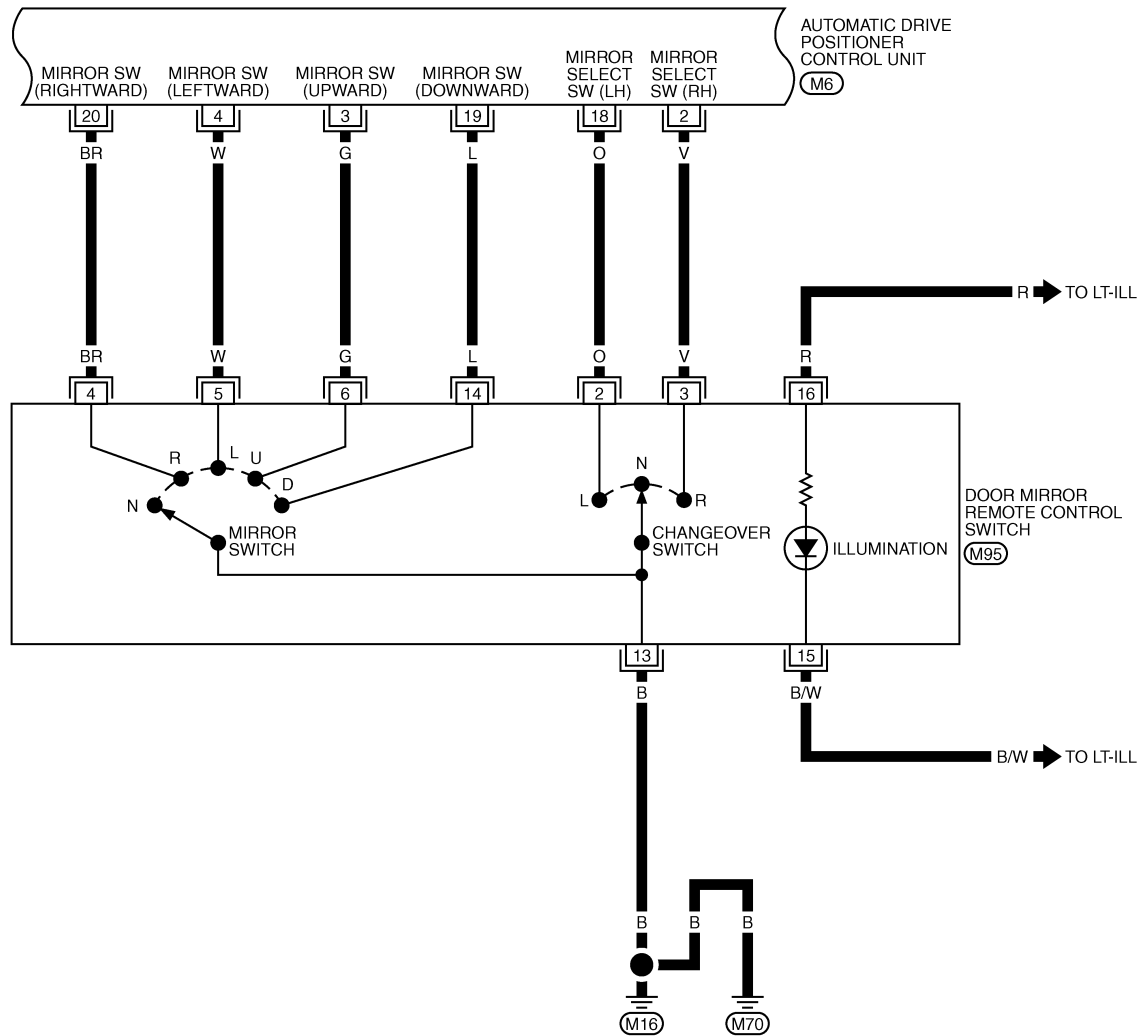 AUTOMATIC DRIVE
POSITIONER
CONTROL UNIT
M6
MIRROR SW
(RIGHTWARD)
MIRROR SW
(LEFTWARD)
MIRROR SW
(UPWARD)
MIRROR SW
(DOWNWARD)
MIRROR
SELECT
SW (LH)
MIRROR
SELECT
SW (RH)
20 4 3 19 18 2
BR W G L O V
R TO LT-ILL
BR W G L O V R
4 5 6 14 2 3 16
R L U D N
MIRROR
SWITCH
L N R
CHANGEOVER
SWITCH
ILLUMINATION
DOOR MIRROR
REMOTE CONTROL
SWITCH
M95
13 15
B B/W
B/W TO LT-ILL
B B B
M16 M70